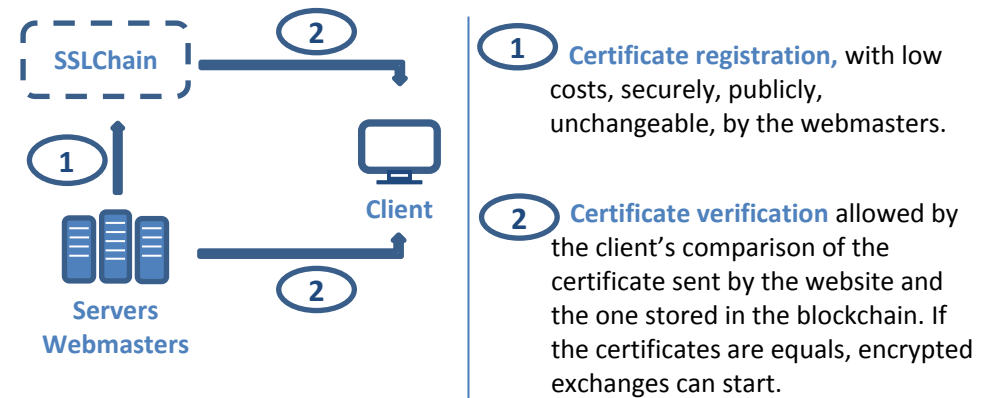 2
SSLChain
1
Client
2
Servers
Webmasters
1
Certificate registration, with low
costs, securely, publicly,
unchangeable, by the webmasters.
2
Certificate verification allowed by
the client’s comparison of the
certificate sent by the website and
the one stored in the blockchain. If
the certificates are equals, encrypted
exchanges can start.